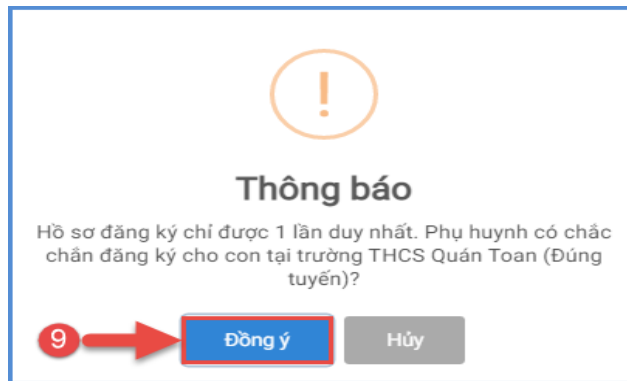 !
Thông báo
Hồ sơ đăng ký chỉ được 1 lần duy nhất. Phụ huynh có chắc
chắn đăng ký cho con tại trường THCS Quán Toan (Đúng
tuyến)?
9 Đồng ý Hủy